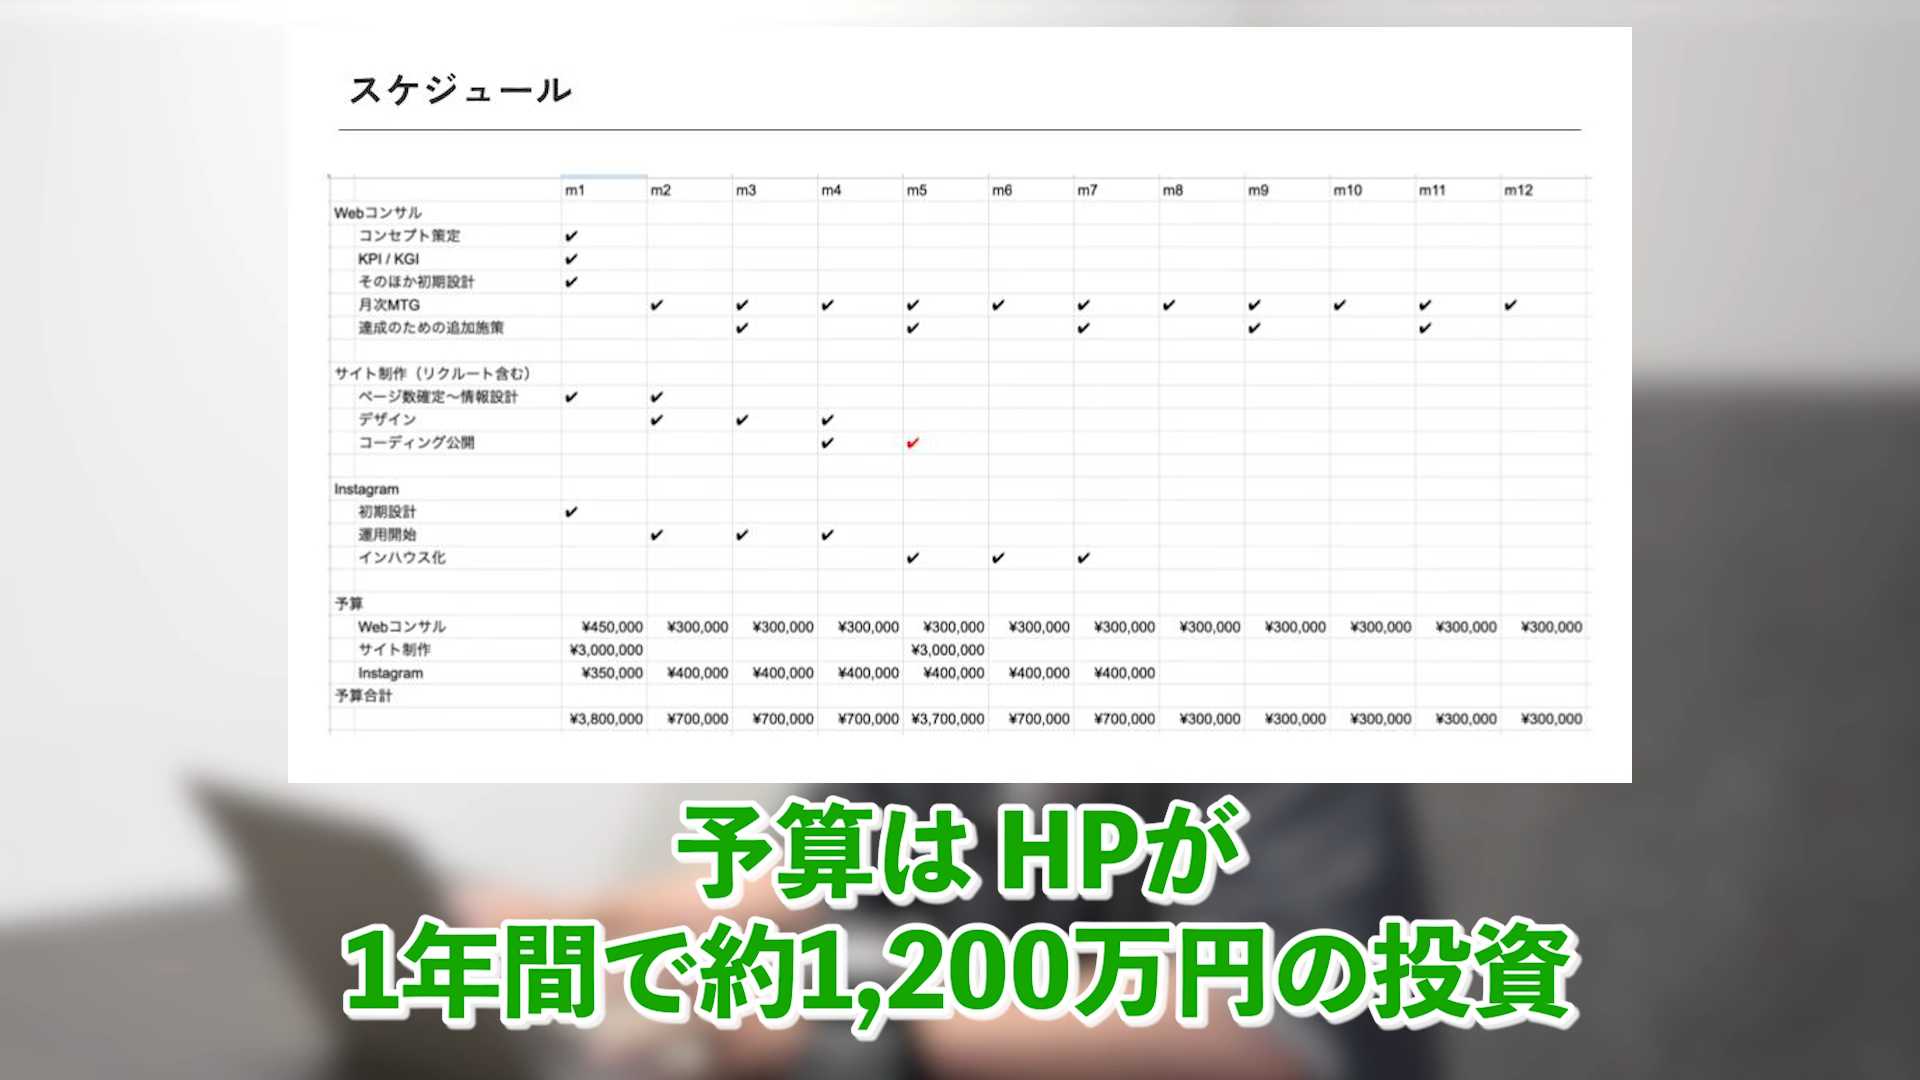 スケジュール
m1 m2 m3 m4 m5 m6 m7 m8 m9 m10 m11 m12
Webコンサル
コンセプト策定 ✔
KPI / KGI ✔
そのほか初期設計 ✔
月次MTG ✔ ✔ ✔ ✔ ✔ ✔ ✔ ✔ ✔ ✔ ✔
達成のための追加施策 ✔ ✔ ✔ ✔ ✔
サイト制作（リクルート含む）
ページ数確定〜情報設計 ✔ ✔
デザイン ✔ ✔ ✔
コーディング公開 ✔ ✔
Instagram
初期設計 ✔
運用開始 ✔ ✔ ✔
インハウス化 ✔ ✔ ✔
予算
Webコンサル ¥450,000 ¥300,000 ¥300,000 ¥300,000 ¥300,000 ¥300,000 ¥300,000 ¥300,000 ¥300,000 ¥300,000 ¥300,000 ¥300,000
サイト制作 ¥3,000,000 ¥3,000,000
Instagram ¥350,000 ¥400,000 ¥400,000 ¥400,000 ¥400,000 ¥400,000 ¥400,000
予算合計
¥3,800,000 ¥700,000 ¥700,000 ¥700,000 ¥3,700,000 ¥700,000 ¥700,000 ¥300,000 ¥300,000 ¥300,000 ¥300,000 ¥300,000
予算は HPが
1年間で約1,200万円の投資